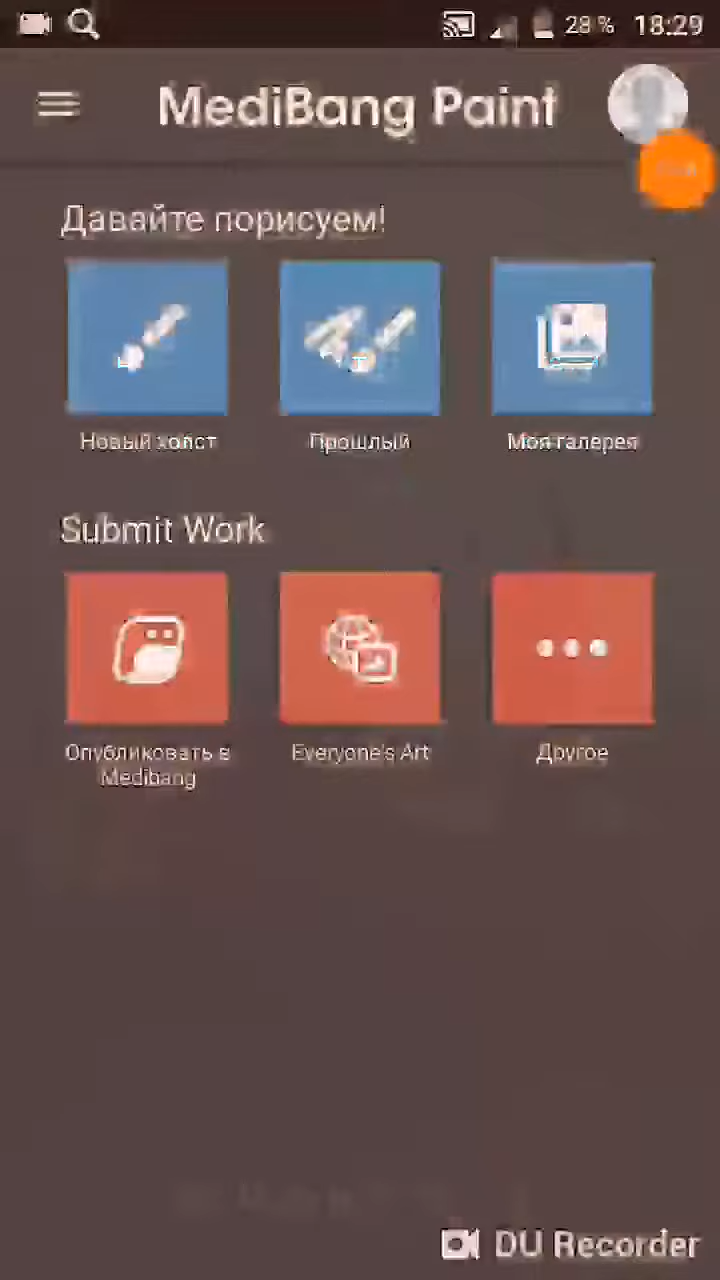 28 % 18:29
MediBang Paint
Давайте порисуем!
Новый холст Прошлый Моя галерея
Submit Work
Опубликовать в Everyone's Art Другое
Medibang
DU Recorder